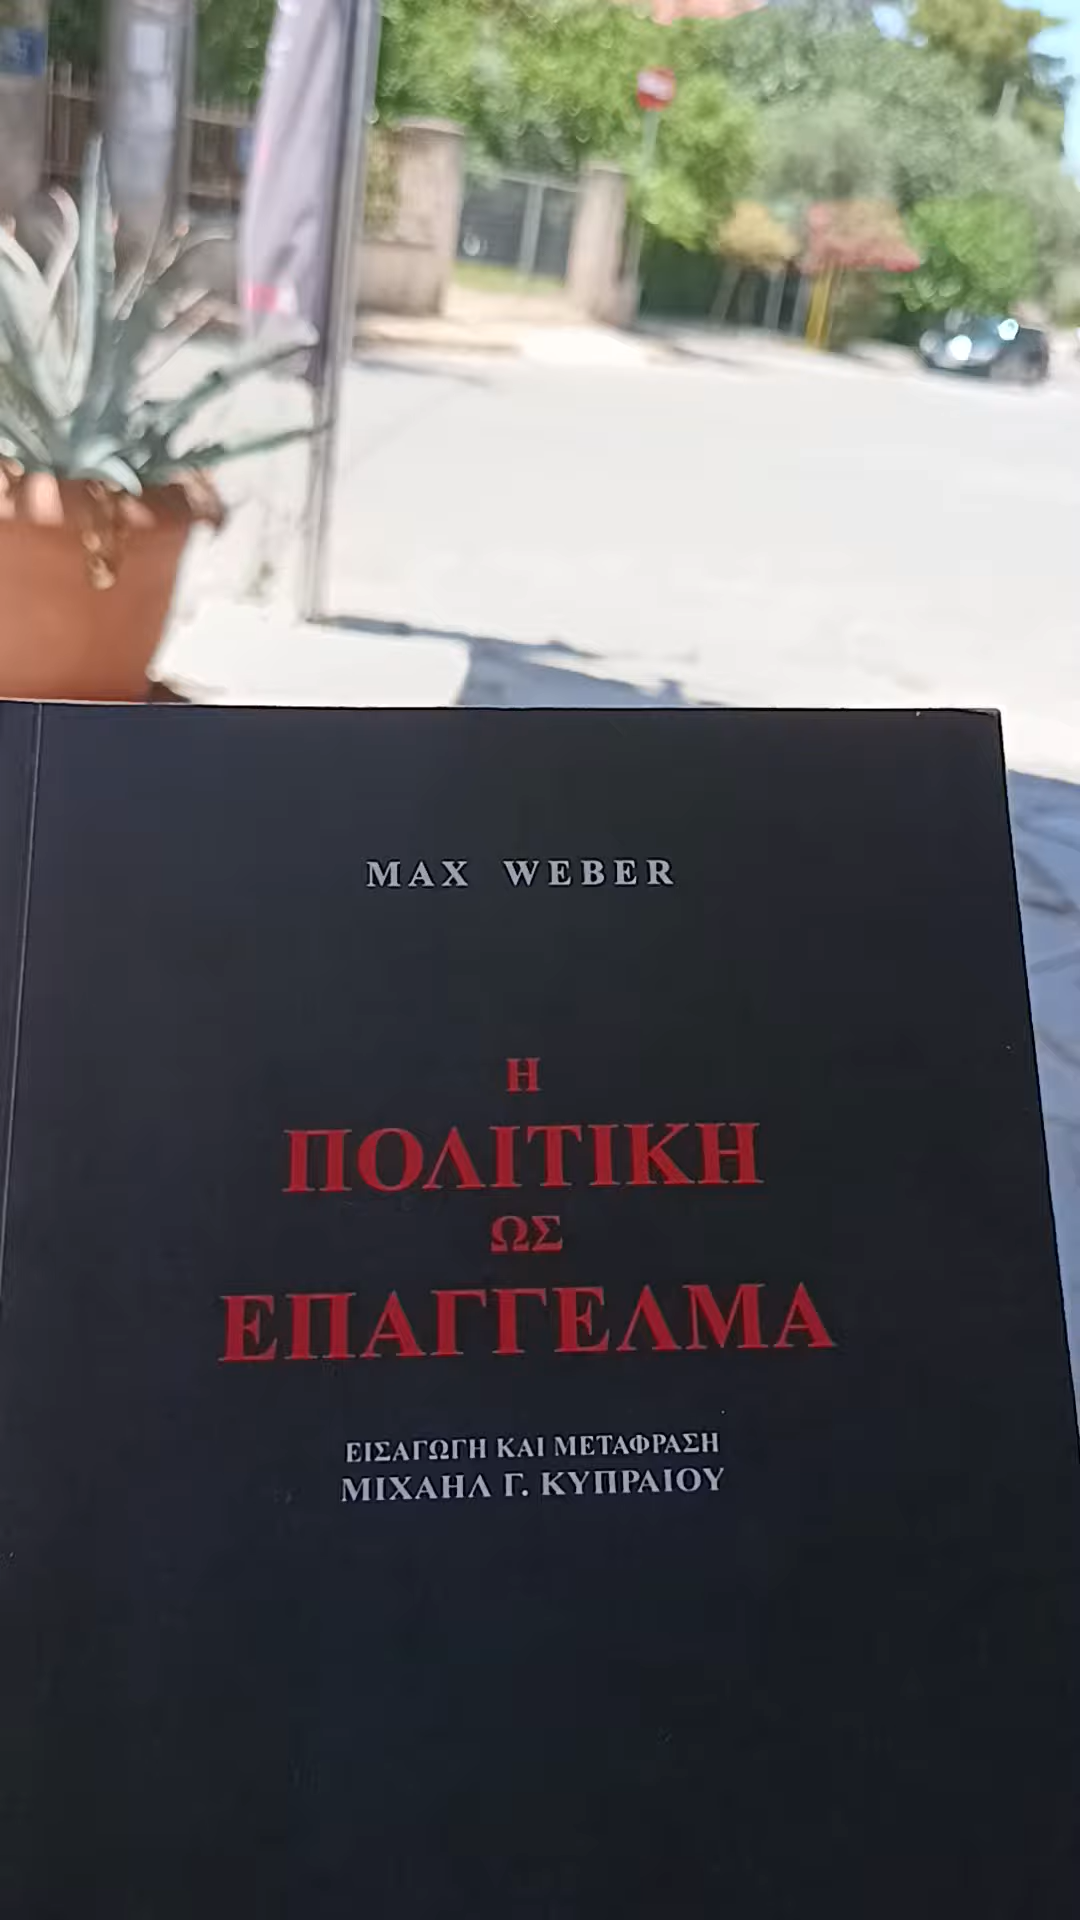 MAX WEBER
Η
ΠΟΛΙΤΙΚΗ
ΩΣ
ΕΠΑΓΓΕΛΜΑ
ΕΙΣΑΓΩΓΗ ΚΑΙ ΜΕΤΑΦΡΑΣΗ
ΜΙΧΑΗΛ Γ. ΚΥΠΡΑΙΟΥ